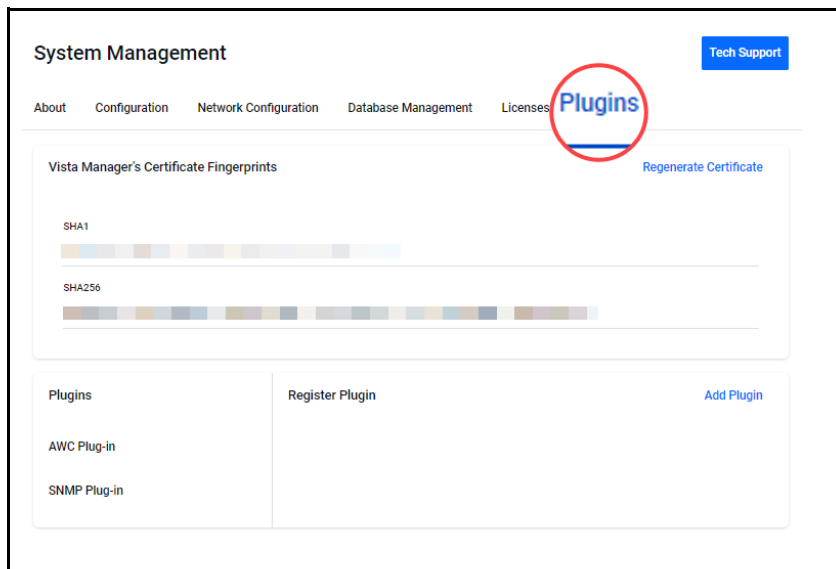 System Management
Tech Support
About Configuration Network Configuration Database Management Licenses Plugins
Vista Manager's Certificate Fingerprints Regenerate Certificate
SHA1
SHA256
Plugins Register Plugin Add Plugin
AWC Plug-in
SNMP Plug-in